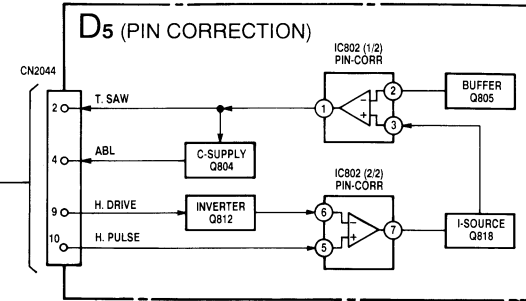 D5 (PIN CORRECTION)
CN2044
IC802 (1/2)
PIN-CORR
2
T. SAW
1
−
+
2
3
BUFFER
Q805
4
ABL
C-SUPPLY
Q804
IC802 (2/2)
PIN-CORR
9
H. DRIVE
INVERTER
Q812
6
−
+
7
I-SOURCE
Q818
10
H. PULSE
5